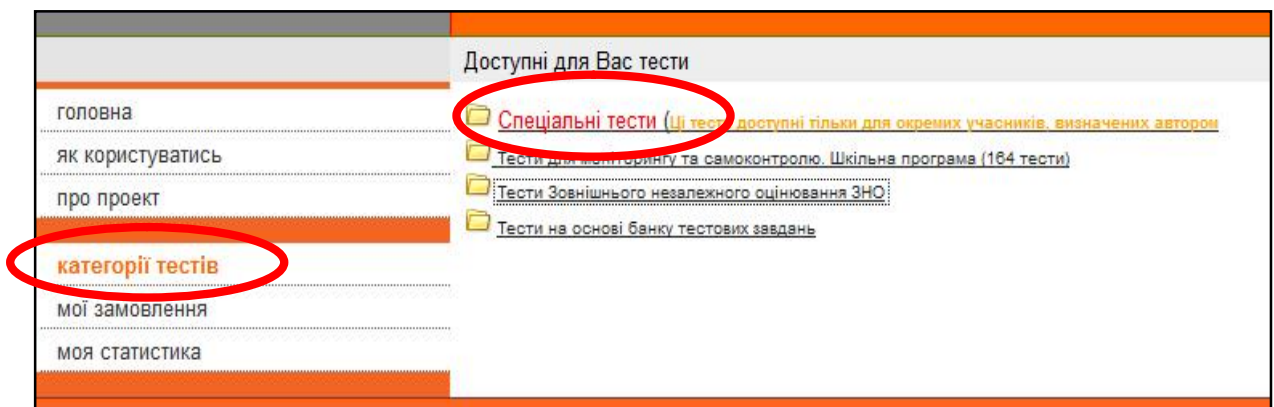 Доступні для Вас тести
головна
як користуватись
про проект
категорії тестів
мої замовлення
моя статистика
Спеціальні тести (Ці тести доступні тільки для окремих учасників, визначених автором
Тести для моніторингу та самоконтролю. Шкільна програма (164 тести)
Тести Зовнішнього незалежного оцінювання ЗНО
Тести на основі банку тестових завдань